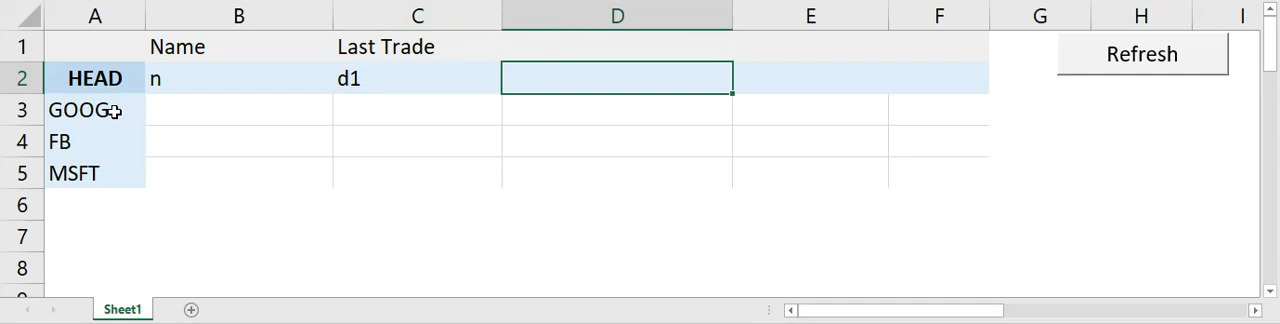 A B C D E F G H I
1 Name Last Trade Refresh
2 HEAD n d1
3 GOOG
4 FB
5 MSFT
6
7
8
Sheet1